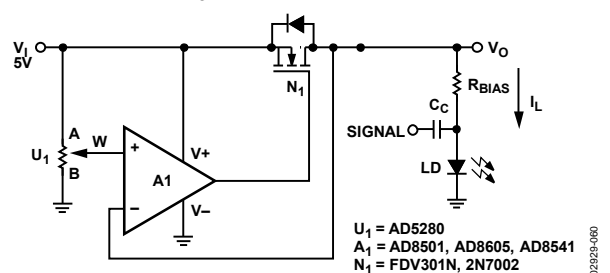 V_I
5V
V_O
N_1
R_BIAS
I_L
C_C
SIGNAL
A
W
U_1
B
+
V+
A1
−
V−
LD
U_1 = AD5280
A_1 = AD8501, AD8605, AD8541
N_1 = FDV301N, 2N7002
02929-060